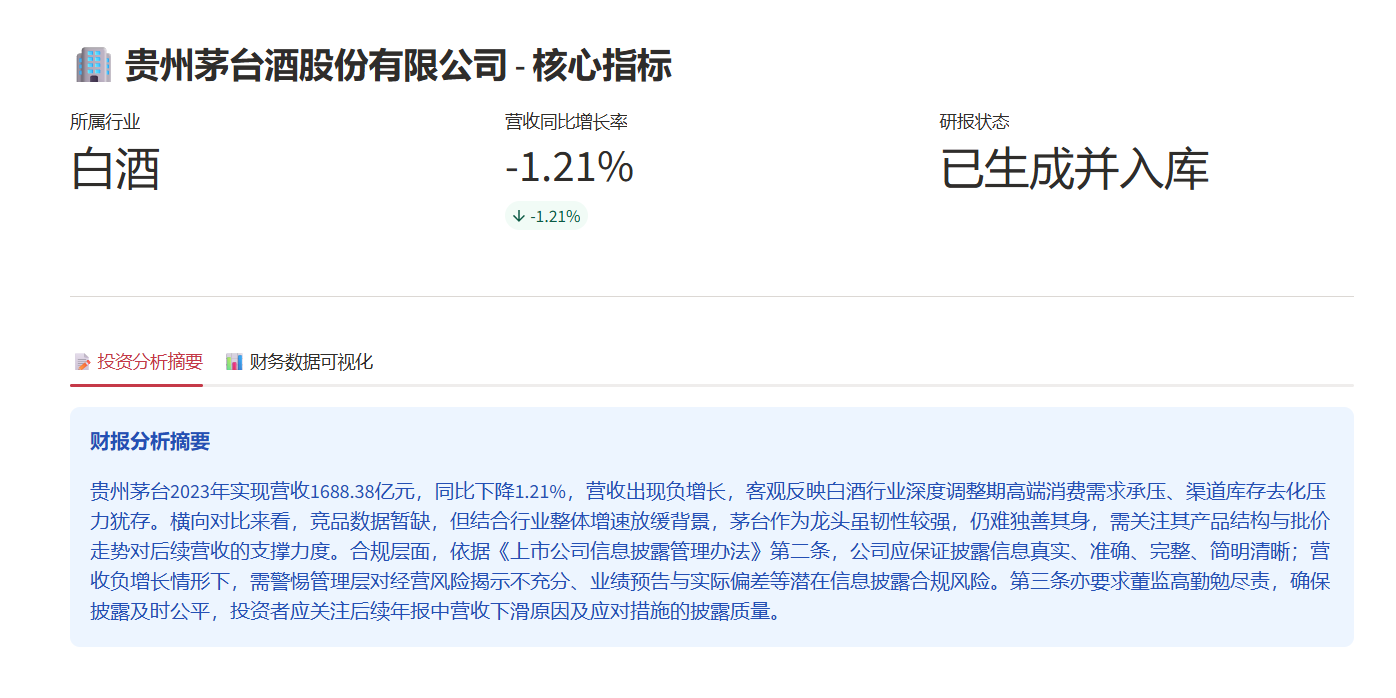 贵州茅台酒股份有限公司 - 核心指标
所属行业
营收同比增长率
研报状态
白酒
-1.21%
已生成并入库
↓ -1.21%
投资分析摘要
财务数据可视化
财报分析摘要
贵州茅台2023年实现营收1688.38亿元，同比下降1.21%，营收出现负增长，客观反映白酒行业深度调整期高端消费需求承压、渠道库存去化压
力犹存。横向对比来看，竞品数据暂缺，但结合行业整体增速放缓背景，茅台作为龙头虽韧性较强，仍难独善其身，需关注其产品结构与批价
走势对后续营收的支撑力度。合规层面，依据《上市公司信息披露管理办法》第二条，公司应保证披露信息真实、准确、完整、简明清晰；营
收负增长情形下，需警惕管理层对经营风险揭示不充分、业绩预告与实际偏差等潜在信息披露合规风险。第三条亦要求董监高勤勉尽责，确保
披露及时公平，投资者应关注后续年报中营收下滑原因及应对措施的披露质量。